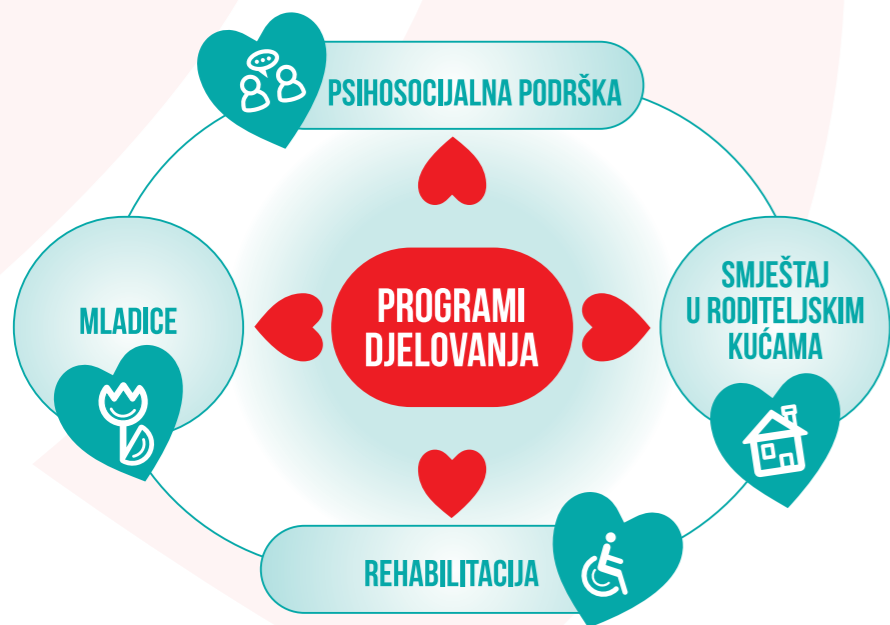 PSIHOSOCIJALNA PODRŠKA
MLADICE
PROGRAMI
DJELOVANJA
SMJEŠTAJ
U RODITELJSKIM
KUĆAMA
REHABILITACIJA